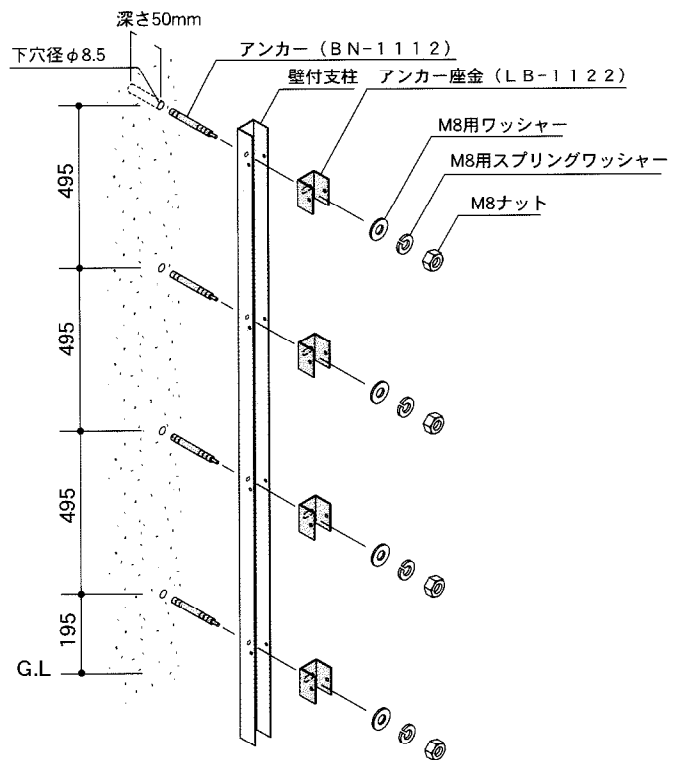 深さ50mm
下穴径φ8.5
アンカー（BN-1112）
壁付支柱
アンカー座金（LB-1122）
M8用ワッシャー
M8用スプリングワッシャー
M8ナット
495
495
495
195
G.L